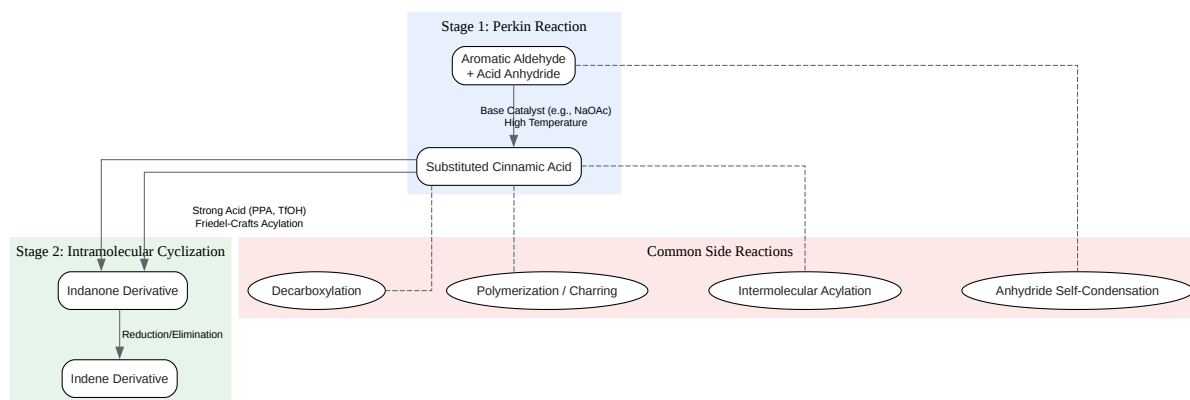 Stage 1: Perkin Reaction
Aromatic Aldehyde
+ Acid Anhydride
Base Catalyst (e.g., NaOAc)
High Temperature
Substituted Cinnamic Acid
Strong Acid (PPA, TfOH)
Friedel-Crafts Acylation
Stage 2: Intramolecular Cyclization
Indanone Derivative
Reduction/Elimination
Indene Derivative
Common Side Reactions
Decarboxylation
Polymerization / Charring
Intermolecular Acylation
Anhydride Self-Condensation